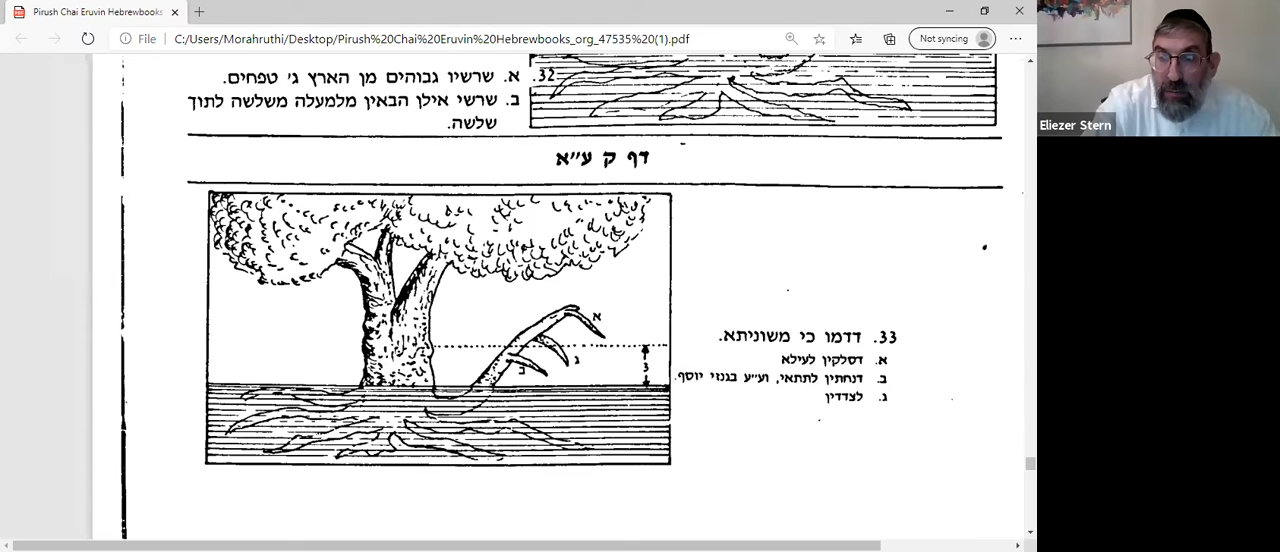 Pirush Chai Eruvin Hebrewbooks
File
C:/Users/Morahruthi/Desktop/Pirush%20Chai%20Eruvin%20Hebrewbooks_org_47535%20(1).pdf
Not syncing
Eliezer Stern
32. א. שרשיו גבוהים מן הארץ ג׳ טפחים.
ב. שרשי אילן הבאין מלמעלה משלשה לתוך
שלשה.
דף ק ע״א
א
ג
ב
3
33. דדמו כי משוניתא.
א. דסלקין לעילא
ב. דנחתין לתתאי, וע״ע בגנזי יוסף.
ג. לצדדין